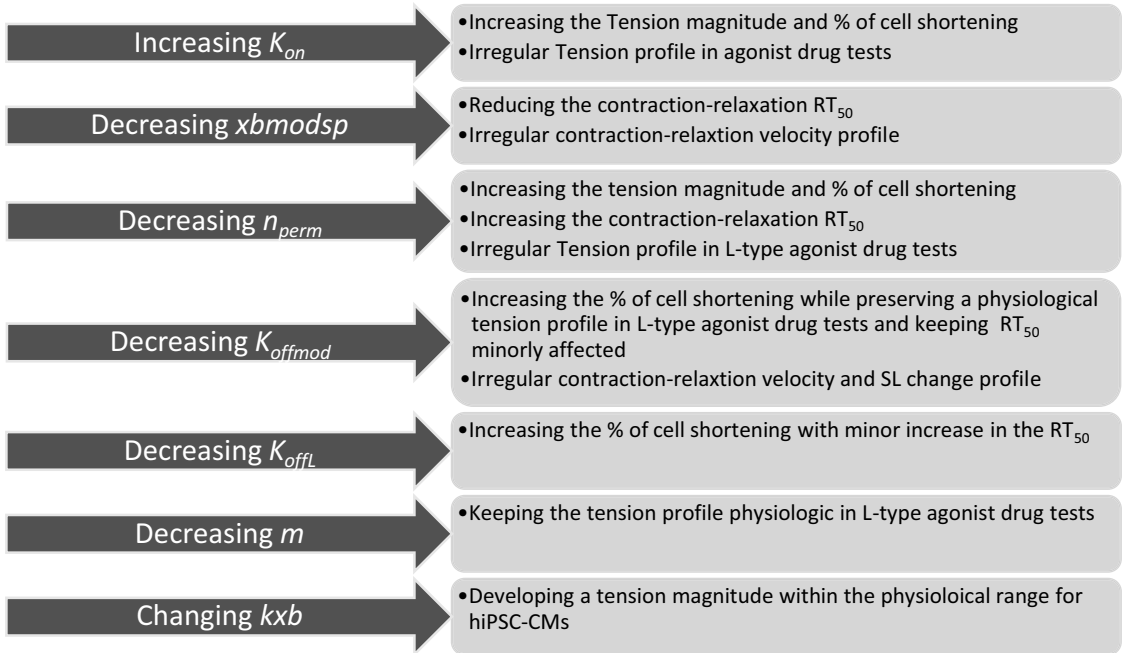 Increasing K_on
•Increasing the Tension magnitude and % of cell shortening
•Irregular Tension profile in agonist drug tests
Decreasing xbmodsp
•Reducing the contraction-relaxation RT_50
•Irregular contraction-relaxtion velocity profile
Decreasing n_perm
•Increasing the tension magnitude and % of cell shortening
•Increasing the contraction-relaxation RT_50
•Irregular Tension profile in L-type agonist drug tests
Decreasing K_offmod
•Increasing the % of cell shortening while preserving a physiological
tension profile in L-type agonist drug tests and keeping RT_50
minorly affected
•Irregular contraction-relaxtion velocity and SL change profile
Decreasing K_offL
•Increasing the % of cell shortening with minor increase in the RT_50
Decreasing m
•Keeping the tension profile physiologic in L-type agonist drug tests
Changing kxb
•Developing a tension magnitude within the physioloical range for
hiPSC-CMs